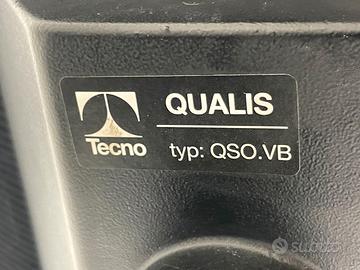 Tecno
QUALIS
typ: QSO.VB
subito